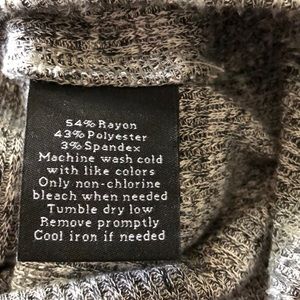 54% Rayon
43% Polyester
3% Spandex
Machine wash cold
with like colors
Only non-chlorine
bleach when needed
Tumble dry low
Remove promptly
Cool iron if needed